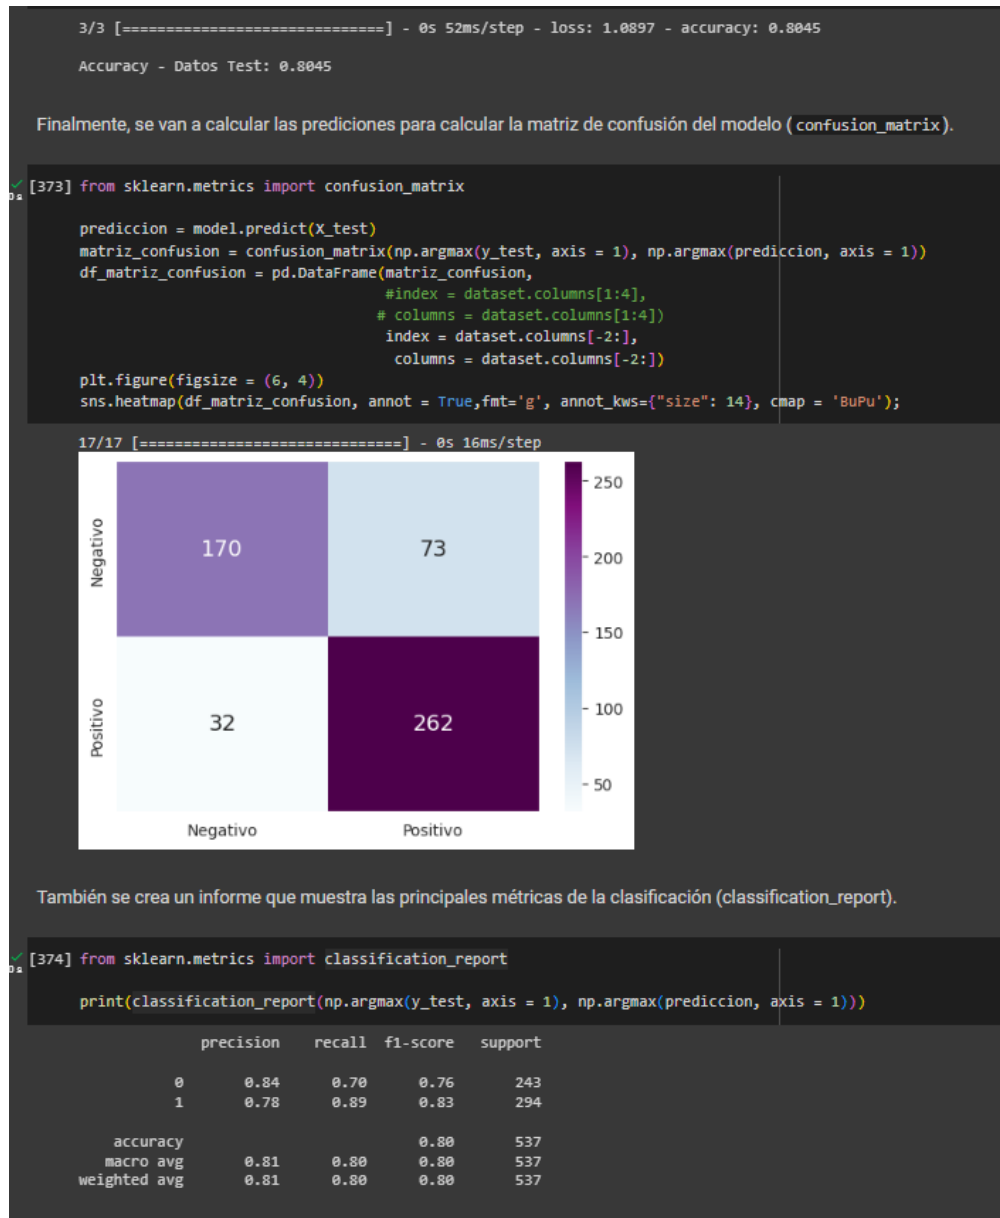 3/3 [==============================] - 0s 52ms/step - loss: 1.0897 - accuracy: 0.8045
Accuracy - Datos Test: 0.8045
Finalmente, se van a calcular las prediciones para calcular la matriz de confusión del modelo (confusion_matrix).
[373] from sklearn.metrics import confusion_matrix
0s
prediccion = model.predict(X_test)
matriz_confusion = confusion_matrix(np.argmax(y_test, axis = 1), np.argmax(prediccion, axis = 1))
df_matriz_confusion = pd.DataFrame(matriz_confusion,
#index = dataset.columns[1:4],
# columns = dataset.columns[1:4])
index = dataset.columns[-2:],
columns = dataset.columns[-2:])
plt.figure(figsize = (6, 4))
sns.heatmap(df_matriz_confusion, annot = True,fmt='g', annot_kws={"size": 14}, cmap = 'BuPu');
17/17 [==============================] - 0s 16ms/step
Negativo 170 73
Positivo 32 262
Negativo Positivo
250
200
150
100
50
También se crea un informe que muestra las principales métricas de la clasificación (classification_report).
[374] from sklearn.metrics import classification_report
0s
print(classification_report(np.argmax(y_test, axis = 1), np.argmax(prediccion, axis = 1)))
precision recall f1-score support
0 0.84 0.70 0.76 243
1 0.78 0.89 0.83 294
accuracy 0.80 537
macro avg 0.81 0.80 0.80 537
weighted avg 0.81 0.80 0.80 537